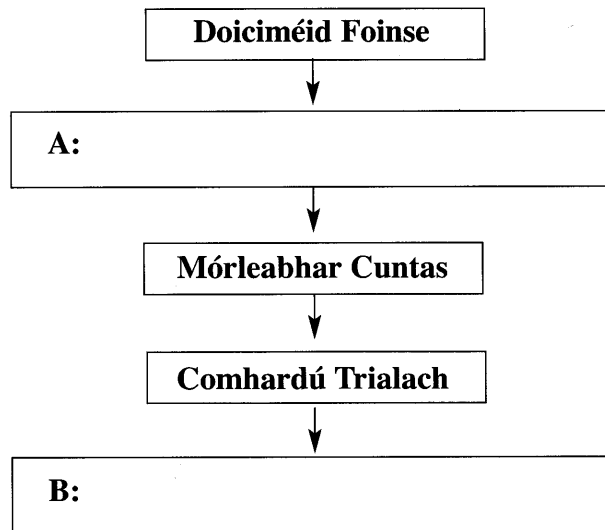 Doiciméid Foinse
A:
Mórleabhar Cuntas
Comhardú Trialach
B: